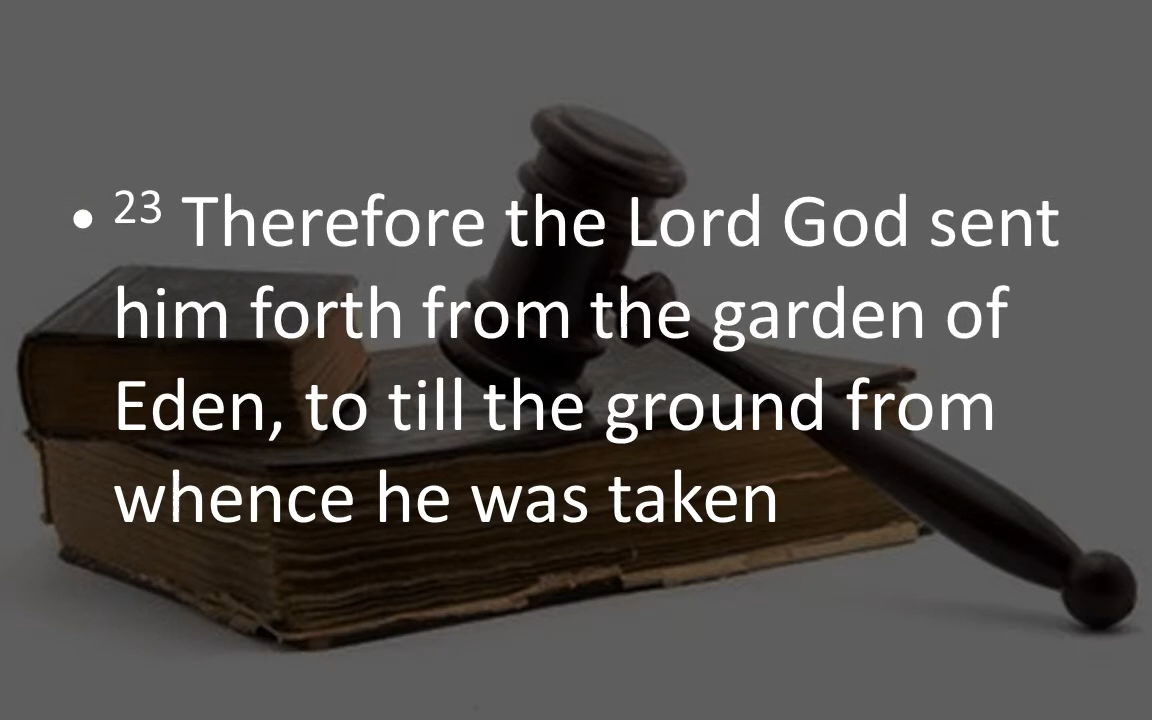 • ²³ Therefore the Lord God sent
him forth from the garden of
Eden, to till the ground from
whence he was taken